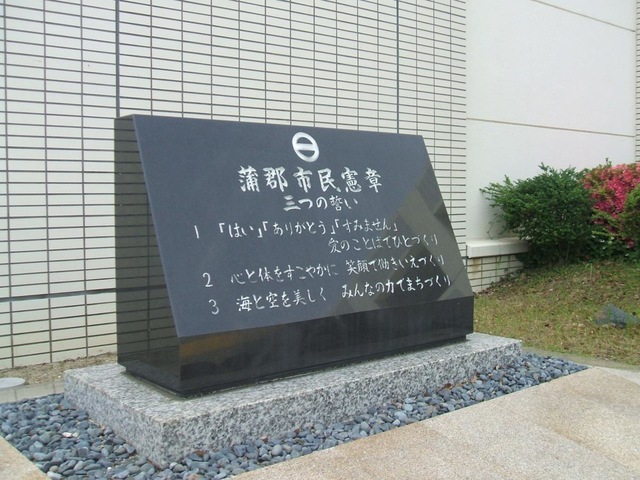 蒲郡市民憲章
三つの誓い
1 「はい」「ありがとう」「すみません」
愛のことばでひとづくり
2 心と体をすこやかに 笑顔で働きいえづくり
3 海と空を美しく みんなの力でまちづくり